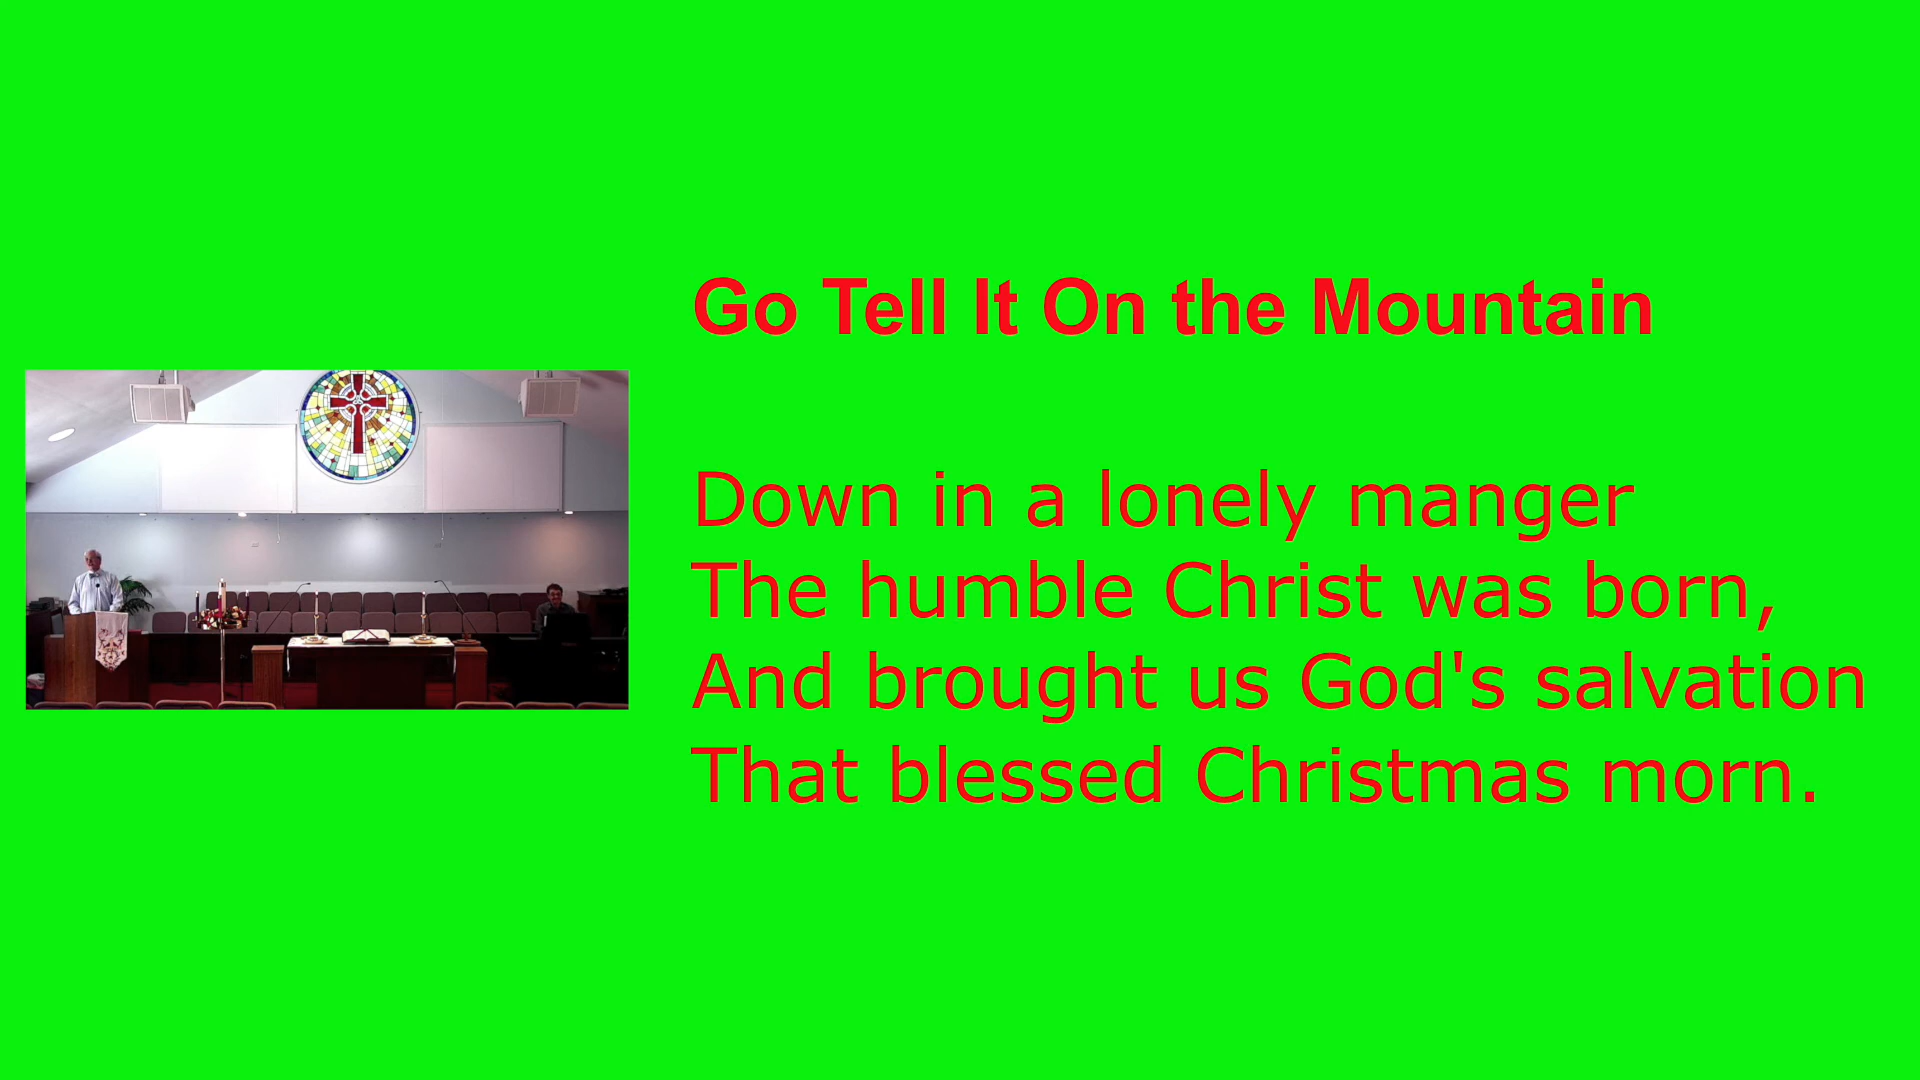 Go Tell It On the Mountain
Down in a lonely manger
The humble Christ was born,
And brought us God's salvation
That blessed Christmas morn.